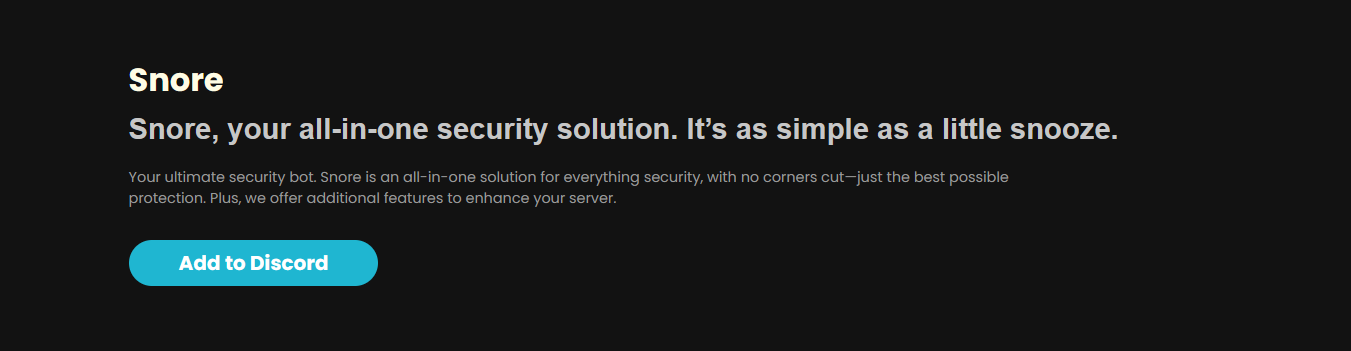 Snore
Snore, your all-in-one security solution. It’s as simple as a little snooze.
Your ultimate security bot. Snore is an all-in-one solution for everything security, with no corners cut—just the best possible
protection. Plus, we offer additional features to enhance your server.
Add to Discord